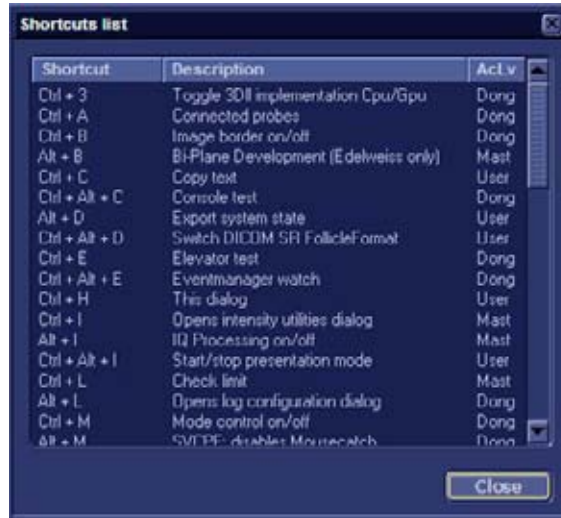 Shortcuts list
Shortcut Description AcLv
Ctrl + 3 Toggle 3DII implementation Cpu/Gpu Dong
Ctrl + A Connected probes Dong
Ctrl + B Image border on/off Dong
Alt + B Bi-Plane Development (Edelweiss only) Mast
Ctrl + C Copy text User
Ctrl + Alt + C Console test Dong
Alt + D Export system state User
Ctrl + Alt + D Switch DICOM SR FollicleFormat User
Ctrl + E Elevator test Dong
Ctrl + Alt + E Eventmanager watch Dong
Ctrl + H This dialog User
Ctrl + I Opens intensity utilities dialog Mast
Alt + I IQ Processing on/off Mast
Ctrl + Alt + I Start/stop presentation mode User
Ctrl + L Check limit Mast
Alt + L Opens log configuration dialog Dong
Ctrl + M Mode control on/off Dong
Alt + M disables Mousecatch Dong
Close